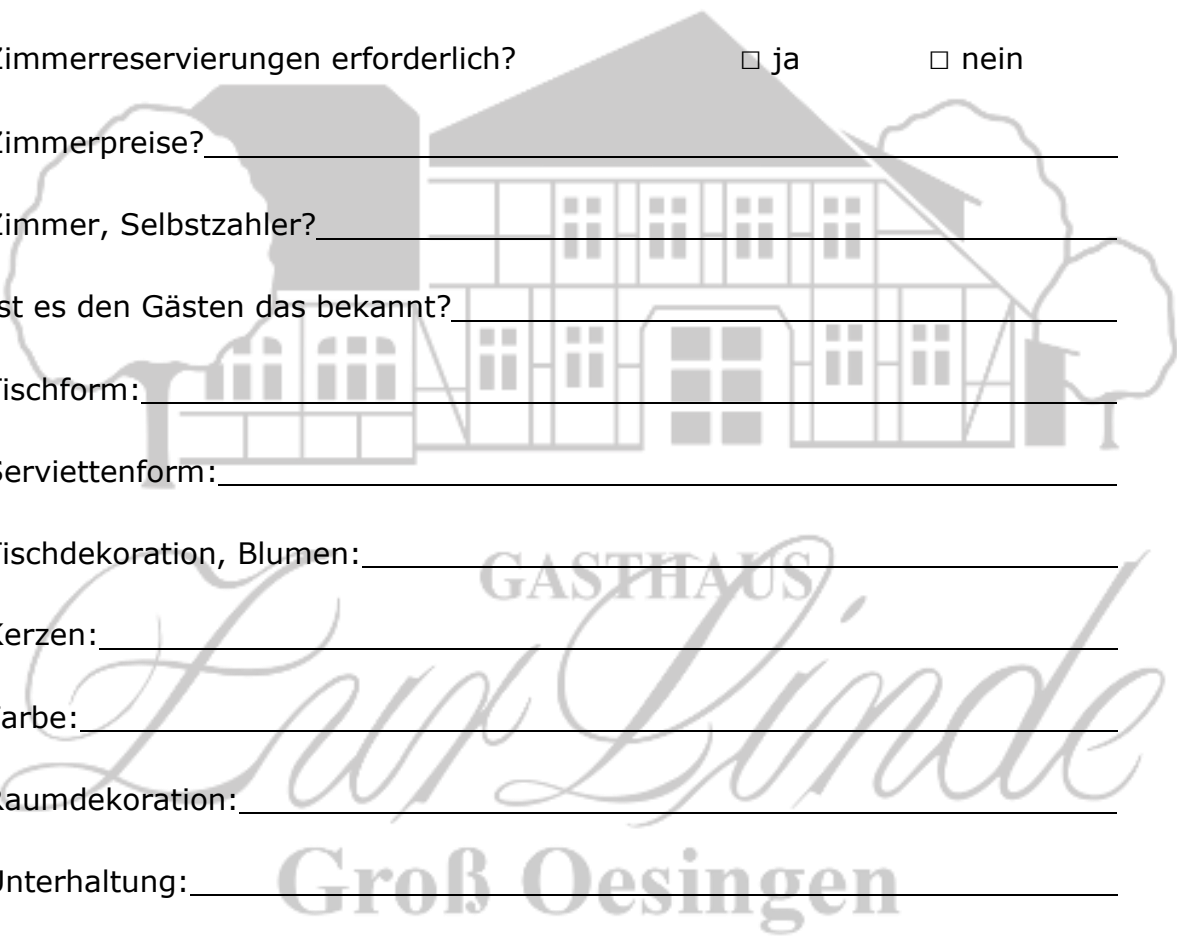 Zimmerreservierungen erforderlich? □ ja □ nein
Zimmerpreise?
Zimmer, Selbstzahler?
Ist es den Gästen das bekannt?
Tischform:
Serviettenform:
Tischdekoration, Blumen:
GASTHAUS
Kerzen:
Zur Linde
Farbe:
Raumdekoration:
Unterhaltung:
Groß Oesingen